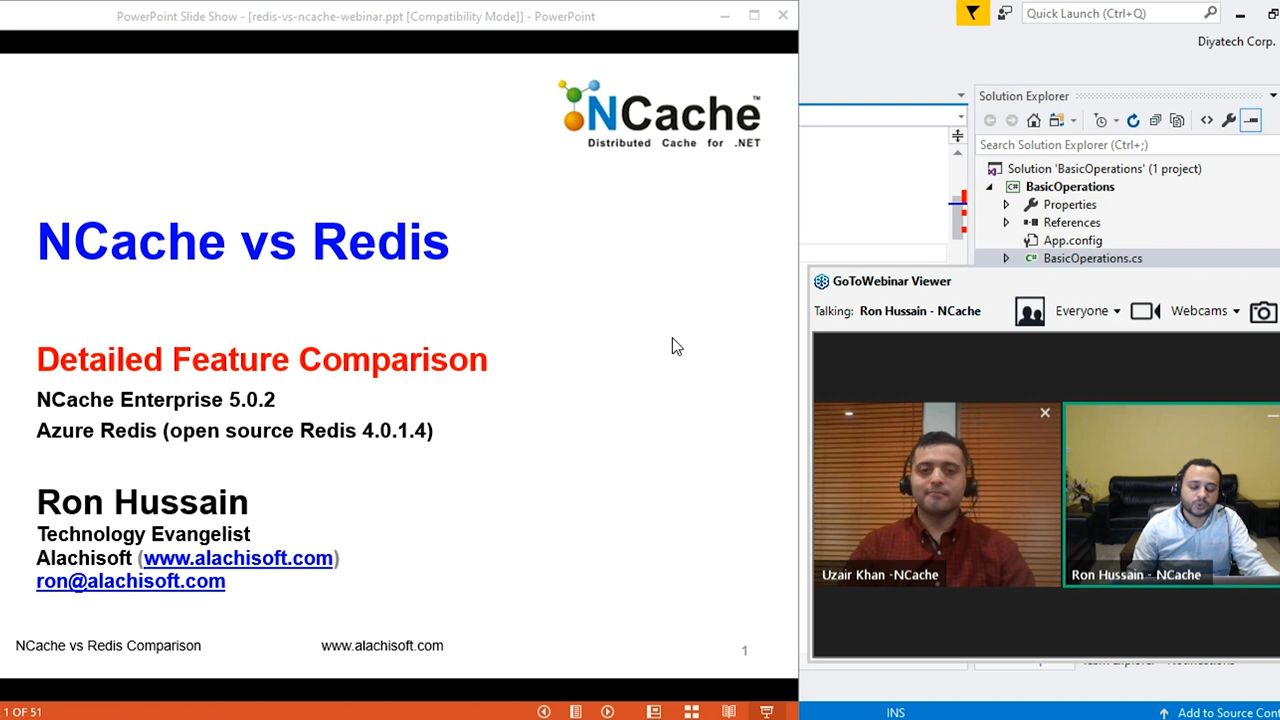 PowerPoint Slide Show - [redis-vs-ncache-webinar.ppt [Compatibility Mode]] - PowerPoint
NCache™
Distributed Cache for .NET
NCache vs Redis
Detailed Feature Comparison
NCache Enterprise 5.0.2
Azure Redis (open source Redis 4.0.1.4)
Ron Hussain
Technology Evangelist
Alachisoft (www.alachisoft.com)
ron@alachisoft.com
NCache vs Redis Comparison
www.alachisoft.com
1
1 OF 51
Quick Launch (Ctrl+Q)
Diyatech Corp.
Solution Explorer
Search Solution Explorer (Ctrl+;)
Solution 'BasicOperations' (1 project)
C# BasicOperations
Properties
References
App.config
C# BasicOperations.cs
GoToWebinar Viewer
Talking: Ron Hussain - NCache
Everyone
Webcams
Uzair Khan -NCache
Ron Hussain - NCache
INS
Add to Source Cont